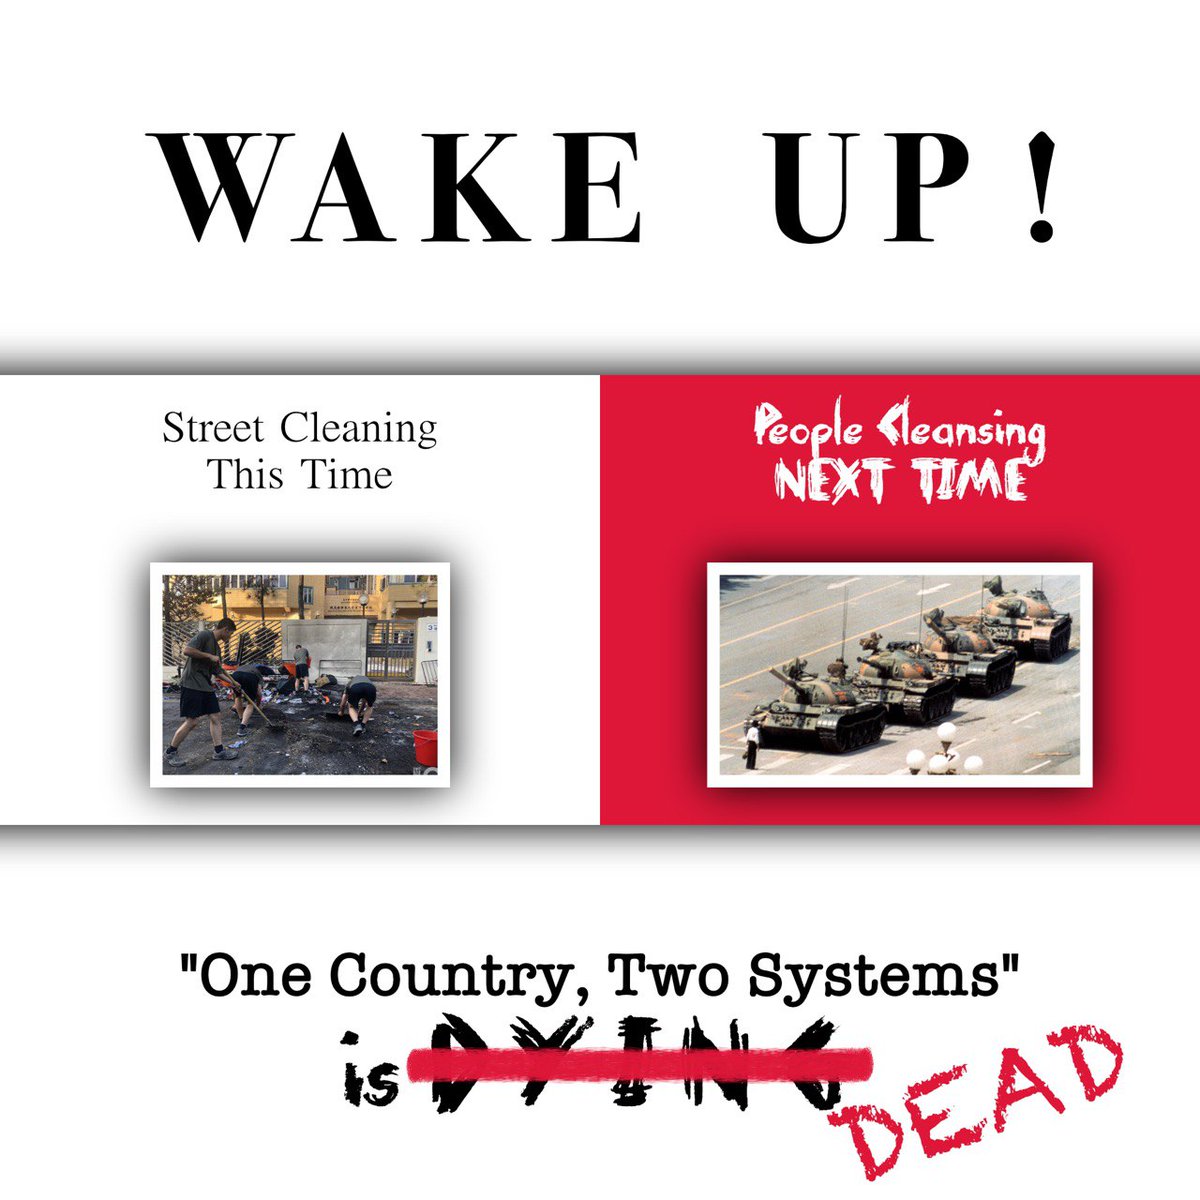 WAKE UP!
Street Cleaning
This Time
People Cleansing
NEXT TIME
"One Country, Two Systems"
is DYING
DEAD